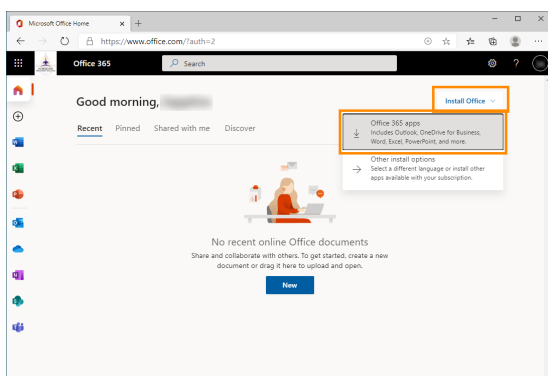 Microsoft Office Home
https://www.office.com/?auth=2
Office 365
Search
?
Good morning,
Install Office
Recent Pinned Shared with me Discover
Office 365 apps
Includes Outlook, OneDrive for Business,
Word, Excel, PowerPoint, and more.
Other install options
Select a different language or install other
apps available with your subscription.
No recent online Office documents
Share and collaborate with others. To get started, create a new
document or drag it here to upload and open.
New